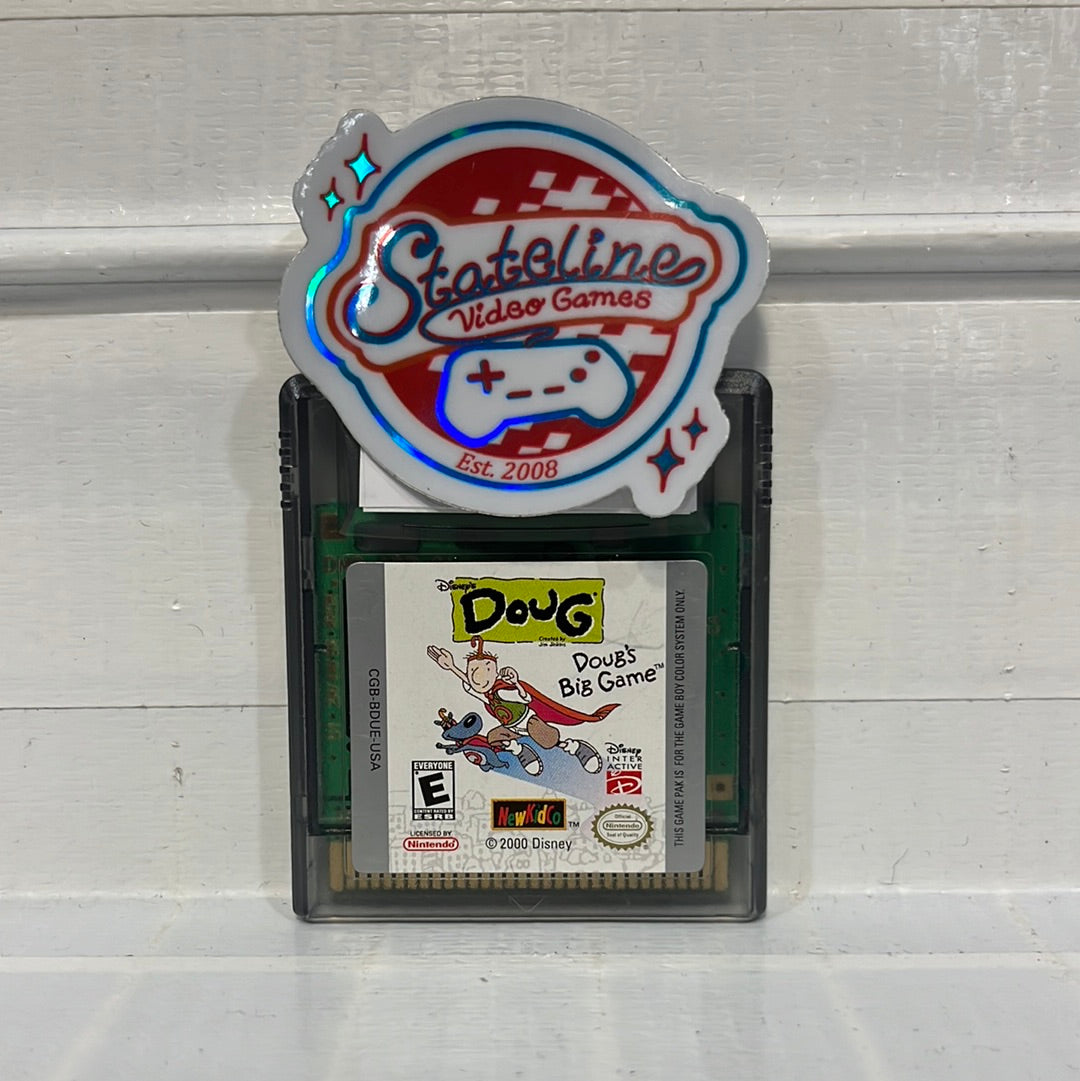 Stateline
Video Games
Est. 2008
Disney's
DOUG
Created by
Jim Jinkins
Doug's
Big Game™
CGB-BDUE-USA
THIS GAME PAK IS FOR THE GAME BOY COLOR SYSTEM ONLY.
Disney
INTER
ACTIVE
EVERYONE
E
CONTENT RATED BY
ESRB
NewKidCo™
Official
Nintendo
Seal of Quality
LICENSED BY
Nintendo
© 2000 Disney